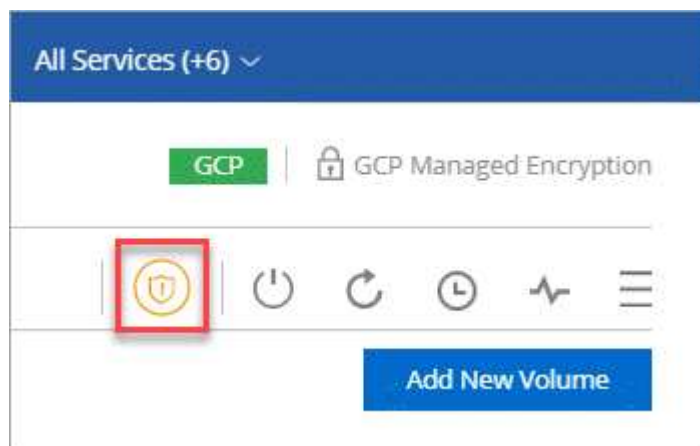 All Services (+6)
GCP
GCP Managed Encryption
Add New Volume